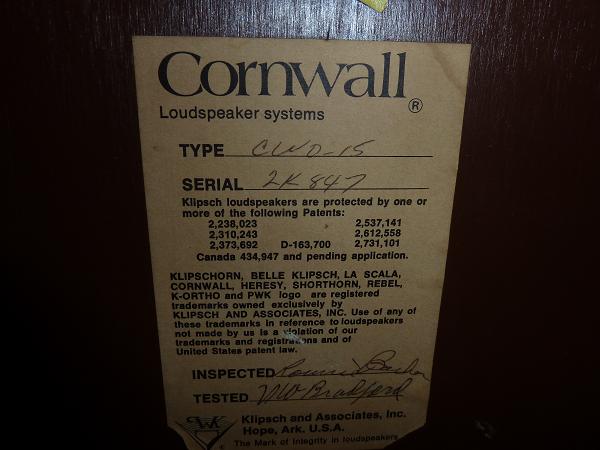 Cornwall®
Loudspeaker systems
TYPE CWD-15
SERIAL 2K847
Klipsch loudspeakers are protected by one or
more of the following Patents:
2,238,023 2,537,141
2,310,243 2,612,558
2,373,692 D-163,700 2,731,101
Canada 434,947 and pending application.
KLIPSCHORN, BELLE KLIPSCH, LA SCALA,
CORNWALL, HERESY, SHORTHORN, REBEL,
K-ORTHO and PWK logo are registered
trademarks owned exclusively by
KLIPSCH AND ASSOCIATES, INC. Use of any of
these trademarks in reference to loudspeakers
not made by us is a violation of our
trademarks and registrations and of
United States patent law.
INSPECTED
TESTED MW Bradford
Klipsch and Associates, Inc.
Hope, Ark. U.S.A.
The Mark of Integrity in loudspeakers